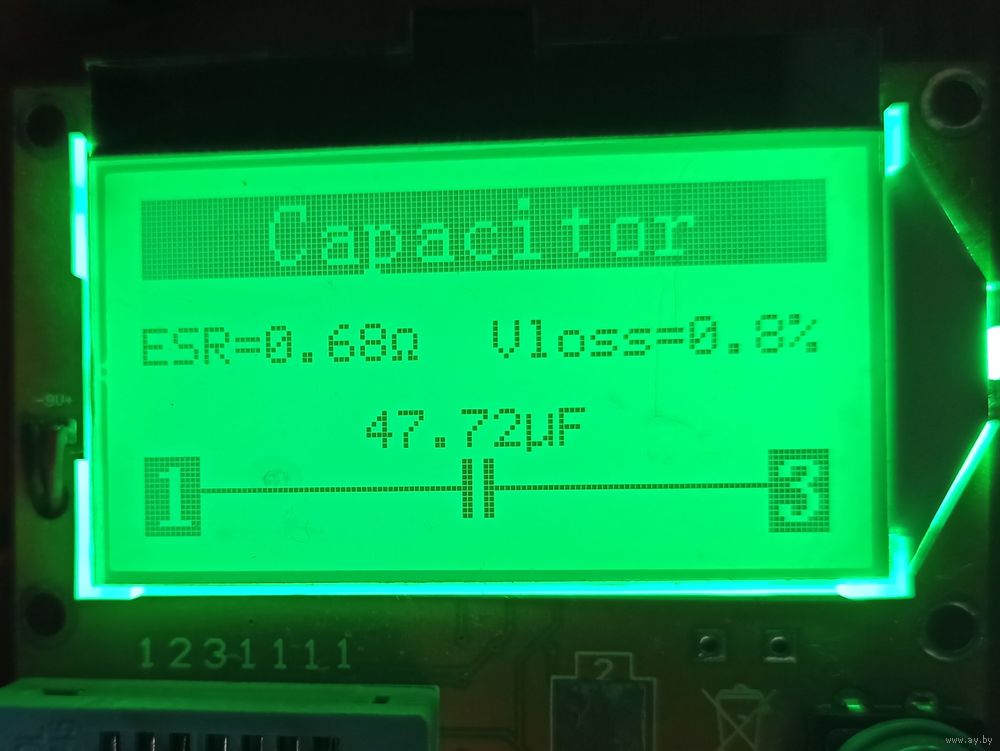 Capacitor
ESR=0.68Ω Vloss=0.8%
47.72µF
1 3
-9V+
1231111
2
www.ay.by